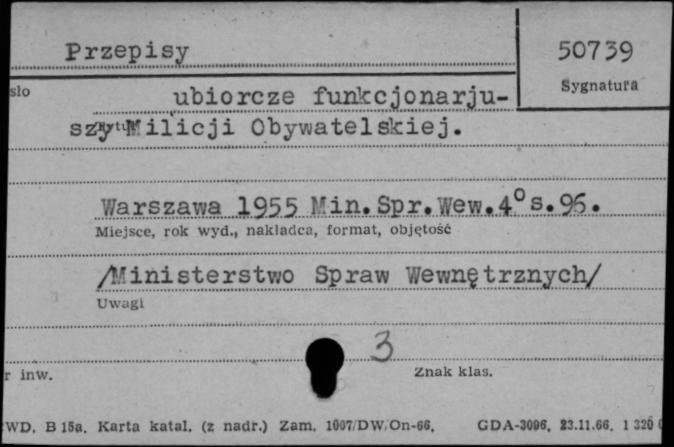 Przepisy
50739
Sygnatura
sło
ubiorcze funkcjonarju-
szy Milicji Obywatelskiej.
Warszawa 1955 Min.Spr.Wew.4° s.96.
Miejsce, rok wyd., nakładca, format, objętość
/Ministerstwo Spraw Wewnętrznych/
Uwagi
3
r inw.
Znak klas.
WD. B 15a. Karta katal. (z nadr.) Zam. 1007/DW/On-66. GDA-3096. 23.11.66. 1 320